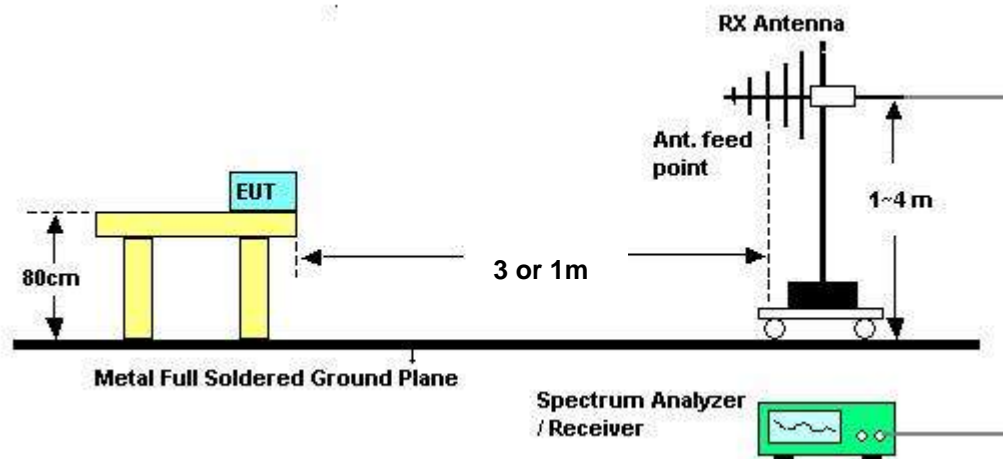 RX Antenna
Ant. feed
point
EUT
1~4 m
80cm
3 or 1m
Metal Full Soldered Ground Plane
Spectrum Analyzer
/ Receiver